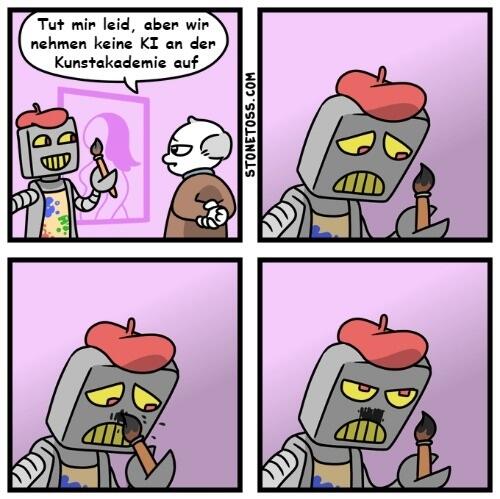 Tut mir leid, aber wir
nehmen keine KI an der
Kunstakademie auf
STONETOSS.COM